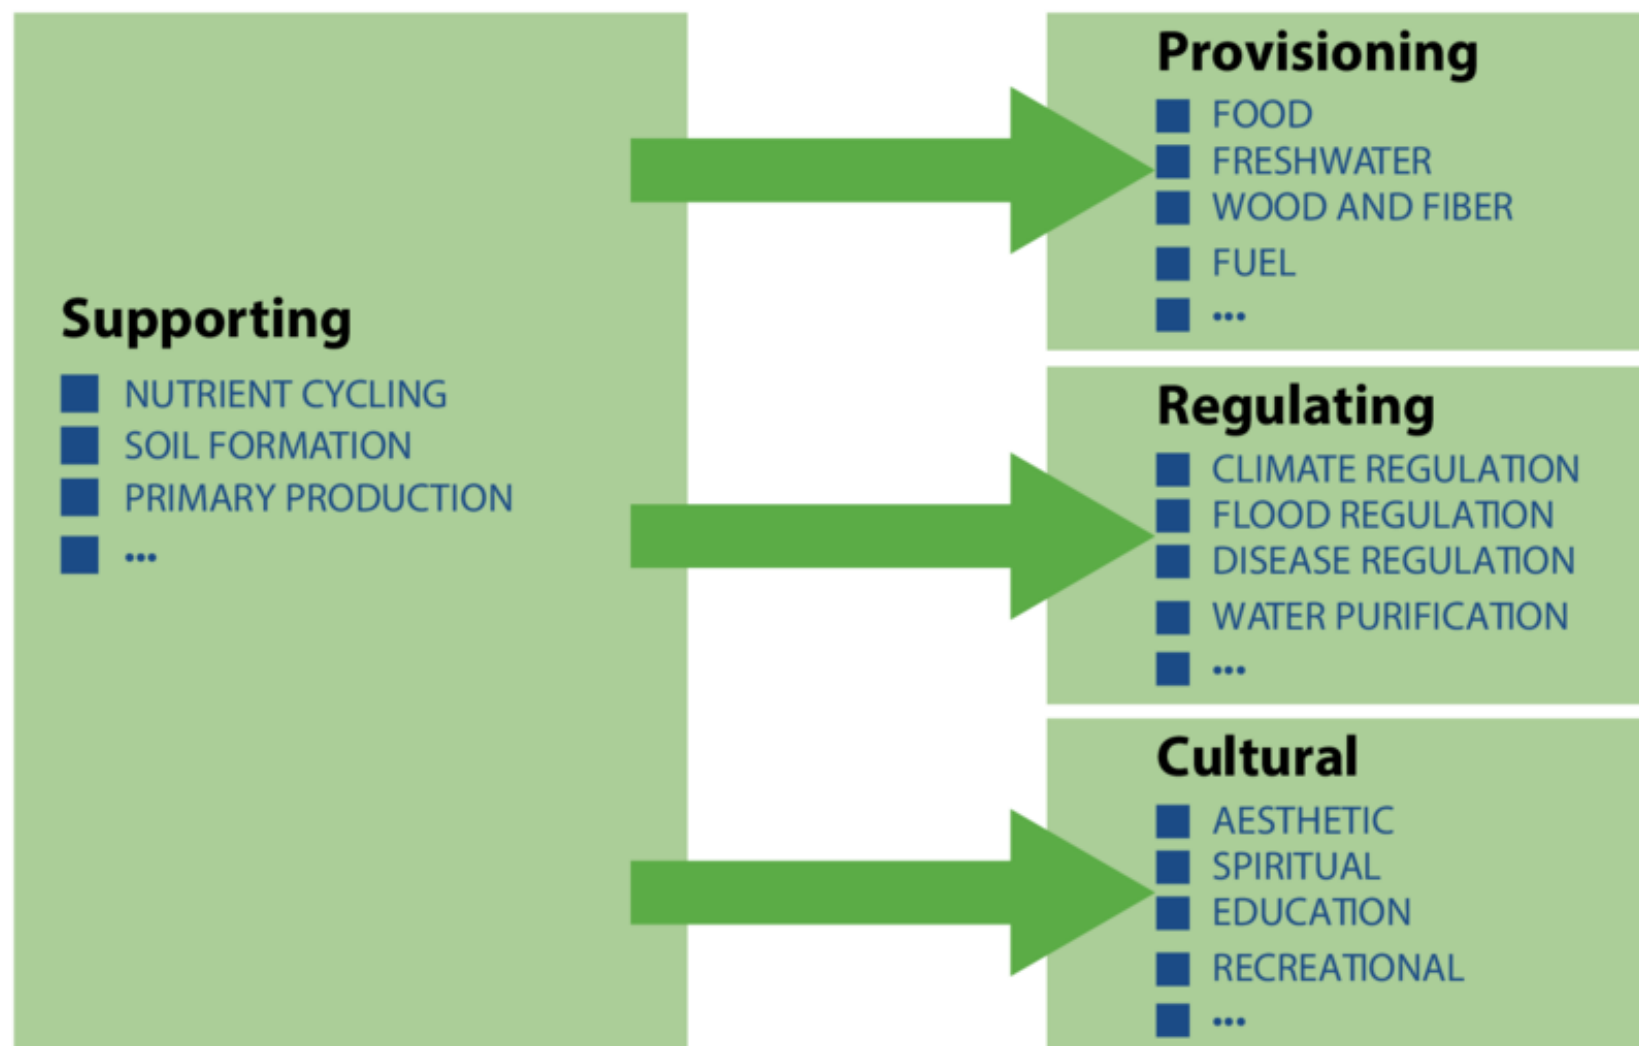 Supporting
NUTRIENT CYCLING
SOIL FORMATION
PRIMARY PRODUCTION
...
Provisioning
FOOD
FRESHWATER
WOOD AND FIBER
FUEL
...
Regulating
CLIMATE REGULATION
FLOOD REGULATION
DISEASE REGULATION
WATER PURIFICATION
...
Cultural
AESTHETIC
SPIRITUAL
EDUCATION
RECREATIONAL
...